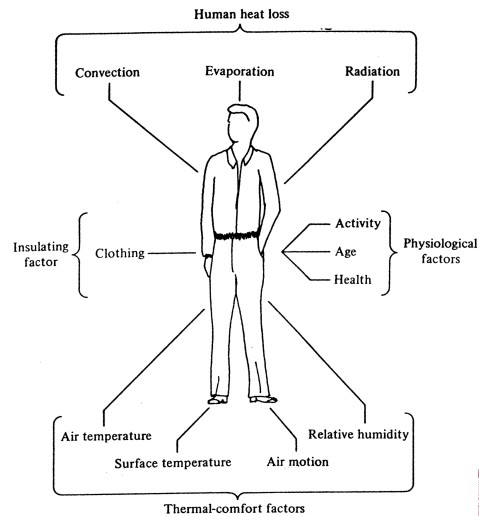 Human heat loss
Convection
Evaporation
Radiation
Insulating
factor
Clothing
Activity
Age
Health
Physiological
factors
Air temperature
Surface temperature
Air motion
Relative humidity
Thermal-comfort factors